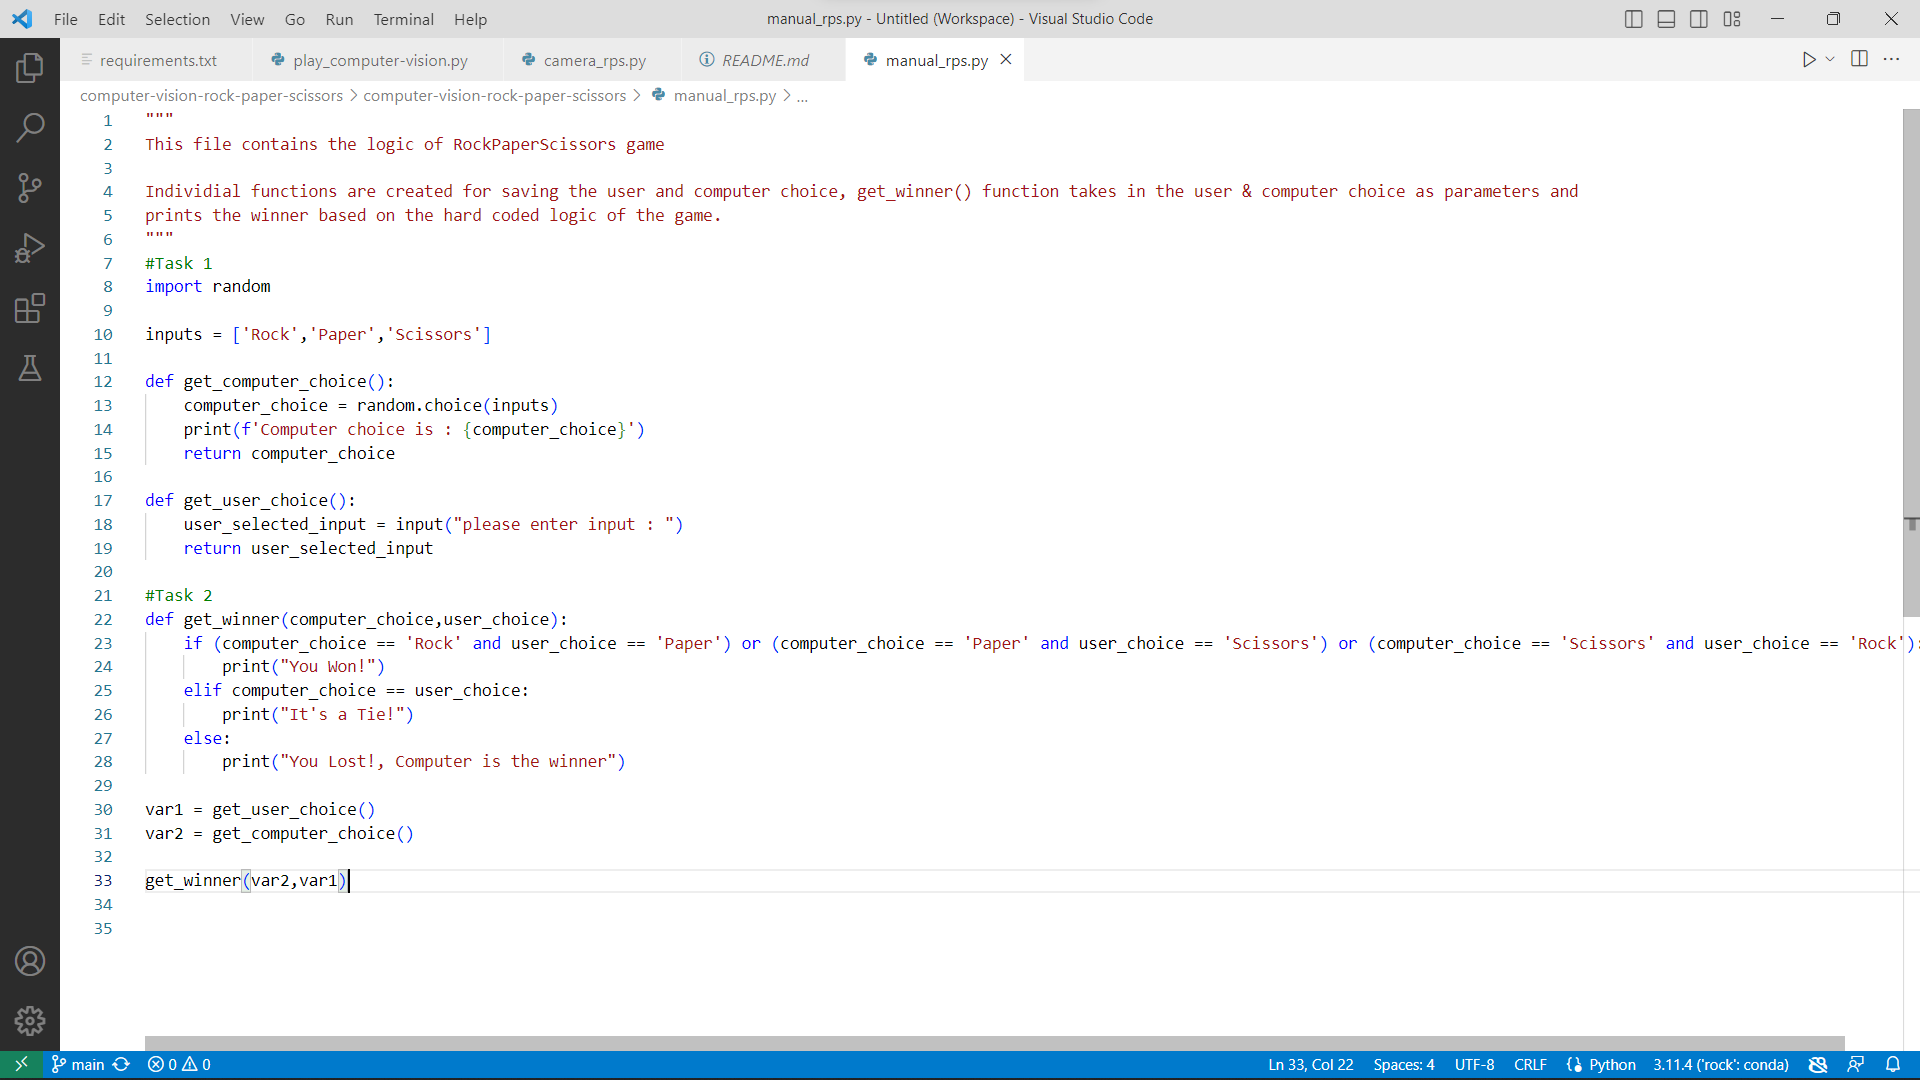 File Edit Selection View Go Run Terminal Help
manual_rps.py - Untitled (Workspace) - Visual Studio Code
requirements.txt play_computer-vision.py camera_rps.py README.md manual_rps.py
computer-vision-rock-paper-scissors > computer-vision-rock-paper-scissors > manual_rps.py > ...
1 """
2 This file contains the logic of RockPaperScissors game
3
4 Individial functions are created for saving the user and computer choice, get_winner() function takes in the user & computer choice as parameters and
5 prints the winner based on the hard coded logic of the game.
6 """
7 #Task 1
8 import random
9
10 inputs = ['Rock','Paper','Scissors']
11
12 def get_computer_choice():
13     computer_choice = random.choice(inputs)
14     print(f'Computer choice is : {computer_choice}')
15     return computer_choice
16
17 def get_user_choice():
18     user_selected_input = input("please enter input : ")
19     return user_selected_input
20
21 #Task 2
22 def get_winner(computer_choice,user_choice):
23     if (computer_choice == 'Rock' and user_choice == 'Paper') or (computer_choice == 'Paper' and user_choice == 'Scissors') or (computer_choice == 'Scissors' and user_choice == 'Rock'):
24         print("You Won!")
25     elif computer_choice == user_choice:
26         print("It's a Tie!")
27     else:
28         print("You Lost!, Computer is the winner")
29
30 var1 = get_user_choice()
31 var2 = get_computer_choice()
32
33 get_winner(var2,var1)
34
35
main 0 0 Ln 33, Col 22 Spaces: 4 UTF-8 CRLF Python 3.11.4 ('rock': conda)